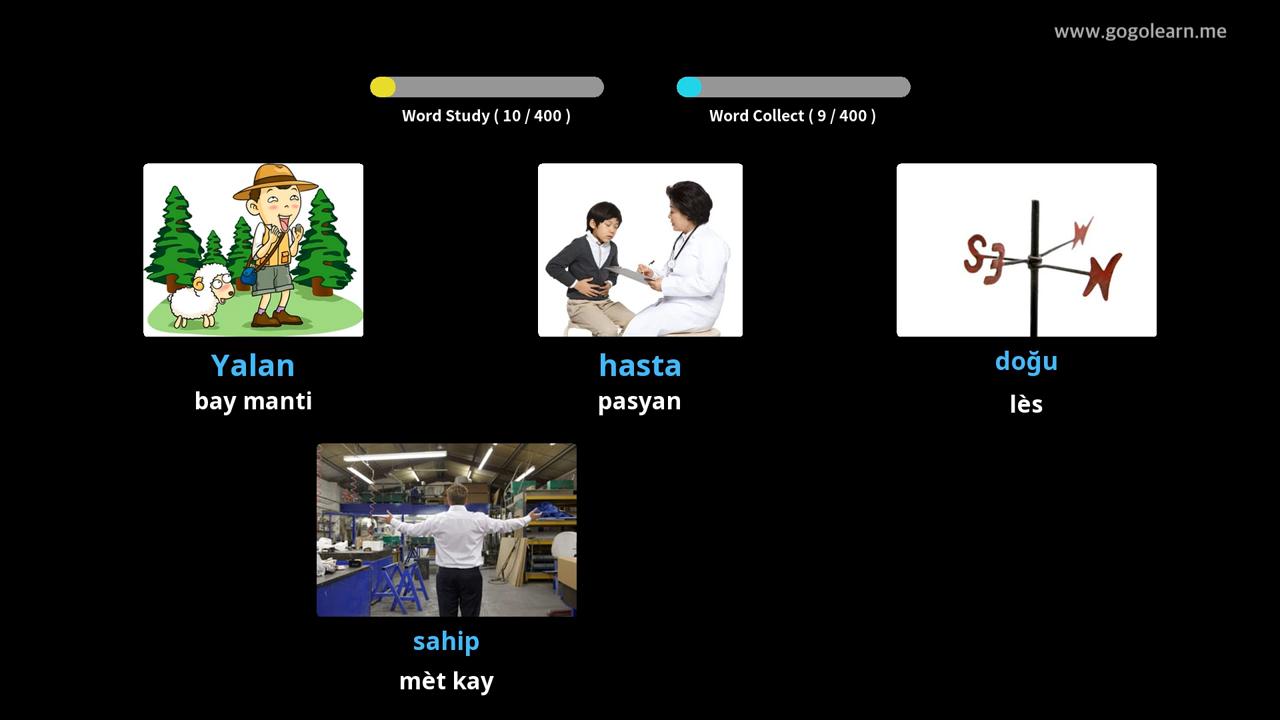 www.gogolearn.me
Word Study ( 10 / 400 )
Word Collect ( 9 / 400 )
Yalan
bay manti
hasta
pasyan
S E N W
doğu
lès
sahip
mèt kay